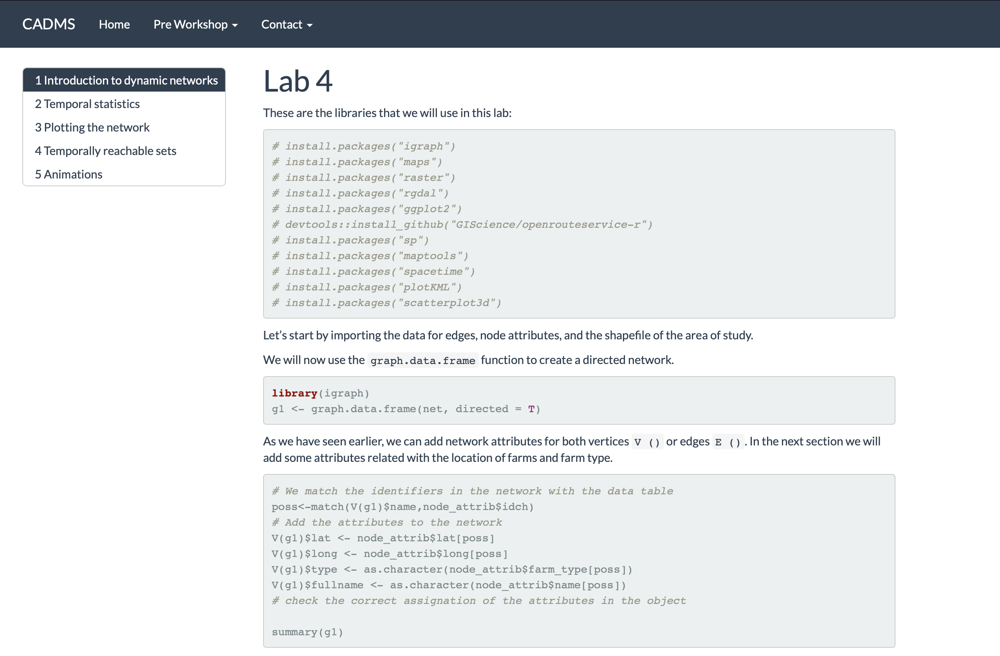 CADMS Home Pre Workshop Contact
1 Introduction to dynamic networks
2 Temporal statistics
3 Plotting the network
4 Temporally reachable sets
5 Animations
Lab 4
These are the libraries that we will use in this lab:
# install.packages("igraph")
# install.packages("maps")
# install.packages("raster")
# install.packages("rgdal")
# install.packages("ggplot2")
# devtools::install_github("GIScience/openrouteservice-r")
# install.packages("sp")
# install.packages("maptools")
# install.packages("spacetime")
# install.packages("plotKML")
# install.packages("scatterplot3d")
Let’s start by importing the data for edges, node attributes, and the shapefile of the area of study.
We will now use the graph.data.frame function to create a directed network.
library(igraph)
g1 <- graph.data.frame(net, directed = T)
As we have seen earlier, we can add network attributes for both vertices V () or edges E (). In the next section we will
add some attributes related with the location of farms and farm type.
# We match the identifiers in the network with the data table
poss<-match(V(g1)$name,node_attrib$idch)
# Add the attributes to the network
V(g1)$lat <- node_attrib$lat[poss]
V(g1)$long <- node_attrib$long[poss]
V(g1)$type <- as.character(node_attrib$farm_type[poss])
V(g1)$fullname <- as.character(node_attrib$name[poss])
# check the correct assignation of the attributes in the object
summary(g1)